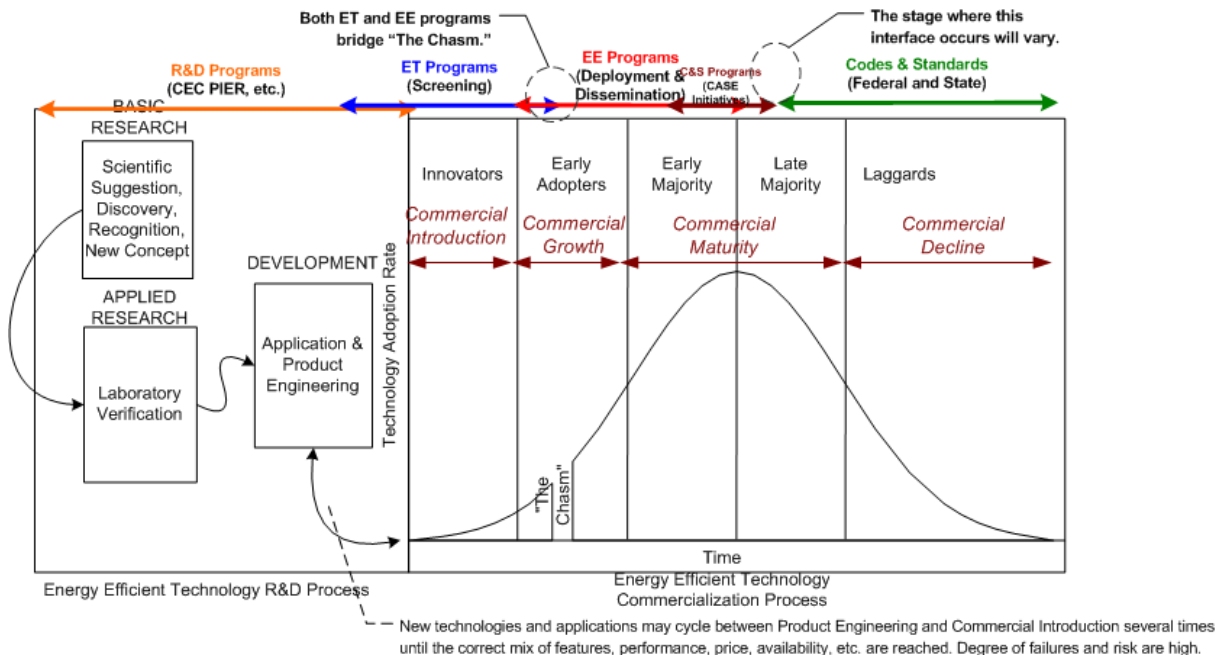 Both ET and EE programs
bridge “The Chasm.”
The stage where this
interface occurs will vary.
R&D Programs
(CEC PIER, etc.)
ET Programs
(Screening)
EE Programs
(Deployment &
Dissemination)
C&S Programs
(CASE
Initiatives)
Codes & Standards
(Federal and State)
BASIC
RESEARCH
Scientific
Suggestion,
Discovery,
Recognition,
New Concept
APPLIED
RESEARCH
Laboratory
Verification
DEVELOPMENT
Application &
Product
Engineering
Technology Adoption Rate
Innovators
Early
Adopters
Early
Majority
Late
Majority
Laggards
Commercial
Introduction
Commercial
Growth
Commercial
Maturity
Commercial
Decline
"The
Chasm"
Time
Energy Efficient Technology R&D Process
Energy Efficient Technology
Commercialization Process
New technologies and applications may cycle between Product Engineering and Commercial Introduction several times
until the correct mix of features, performance, price, availability, etc. are reached. Degree of failures and risk are high.